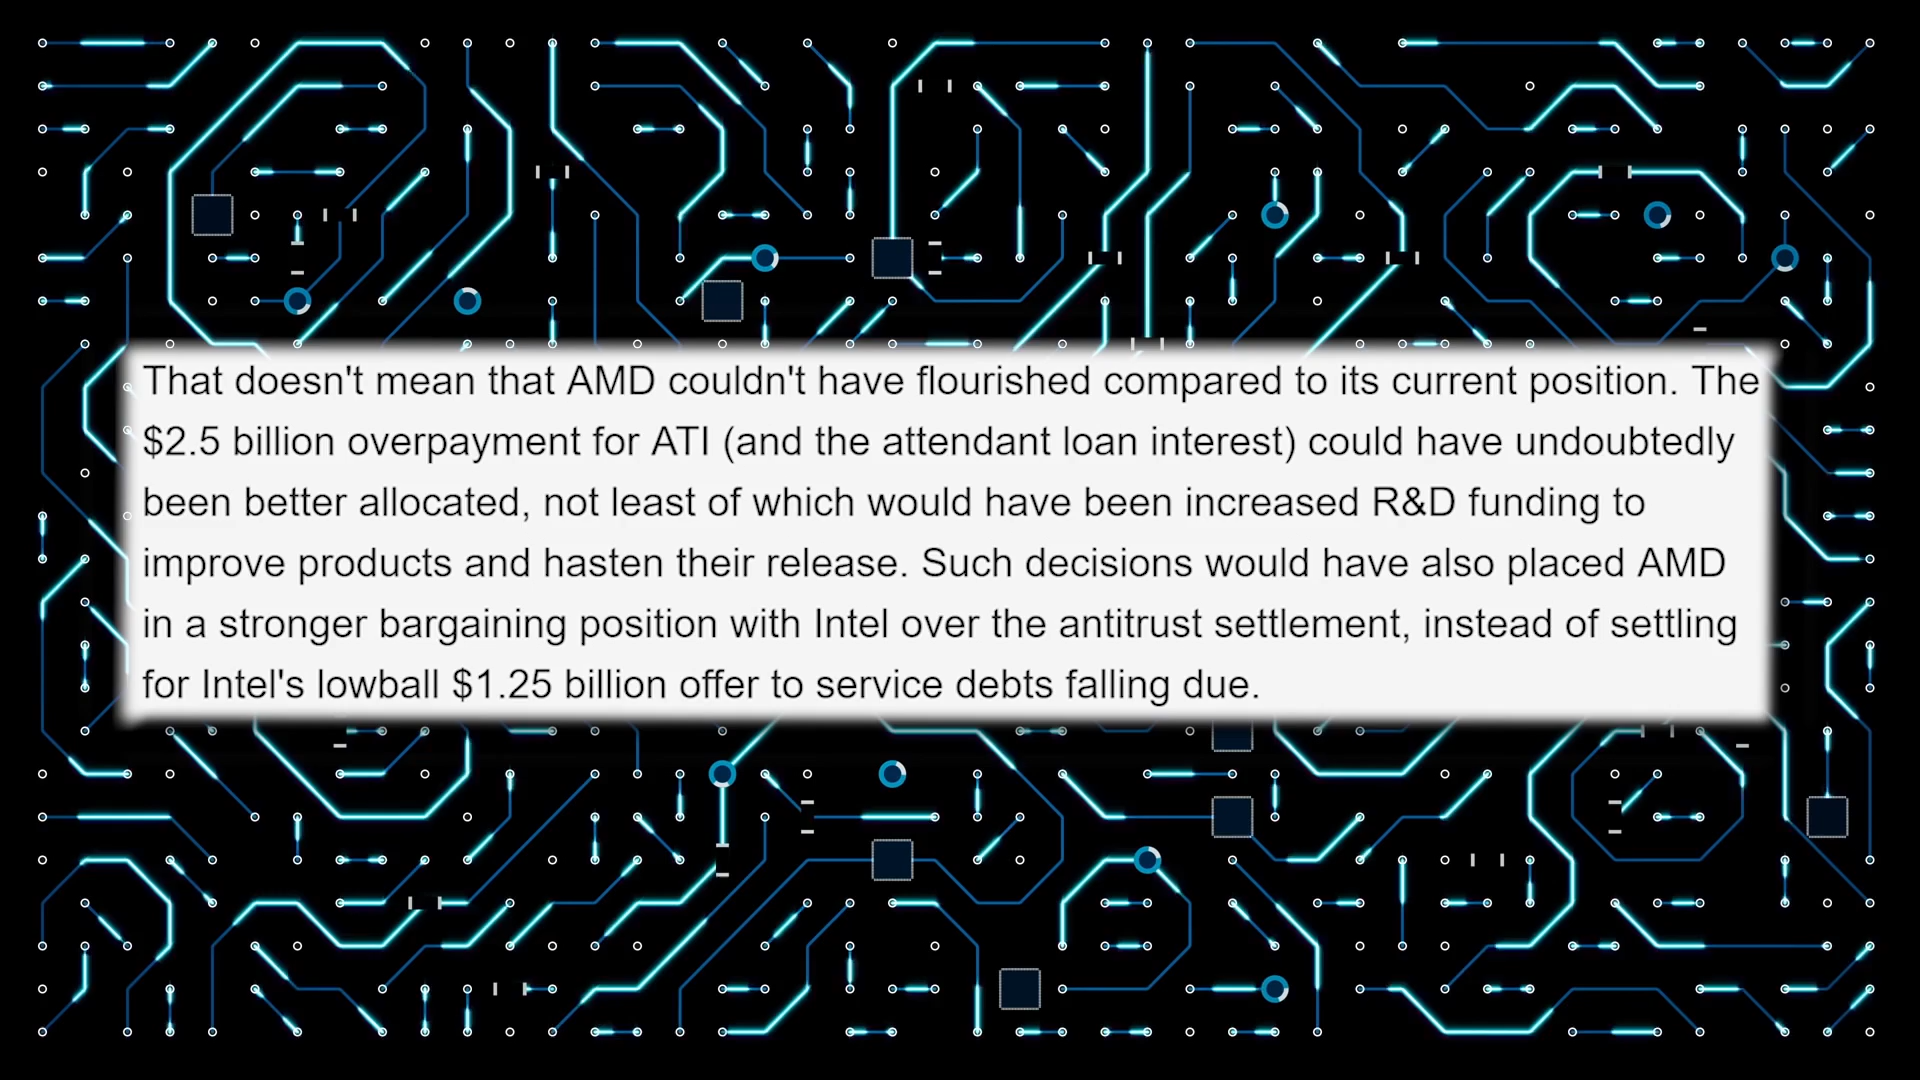 That doesn't mean that AMD couldn't have flourished compared to its current position. The
$2.5 billion overpayment for ATI (and the attendant loan interest) could have undoubtedly
been better allocated, not least of which would have been increased R&D funding to
improve products and hasten their release. Such decisions would have also placed AMD
in a stronger bargaining position with Intel over the antitrust settlement, instead of settling
for Intel's lowball $1.25 billion offer to service debts falling due.